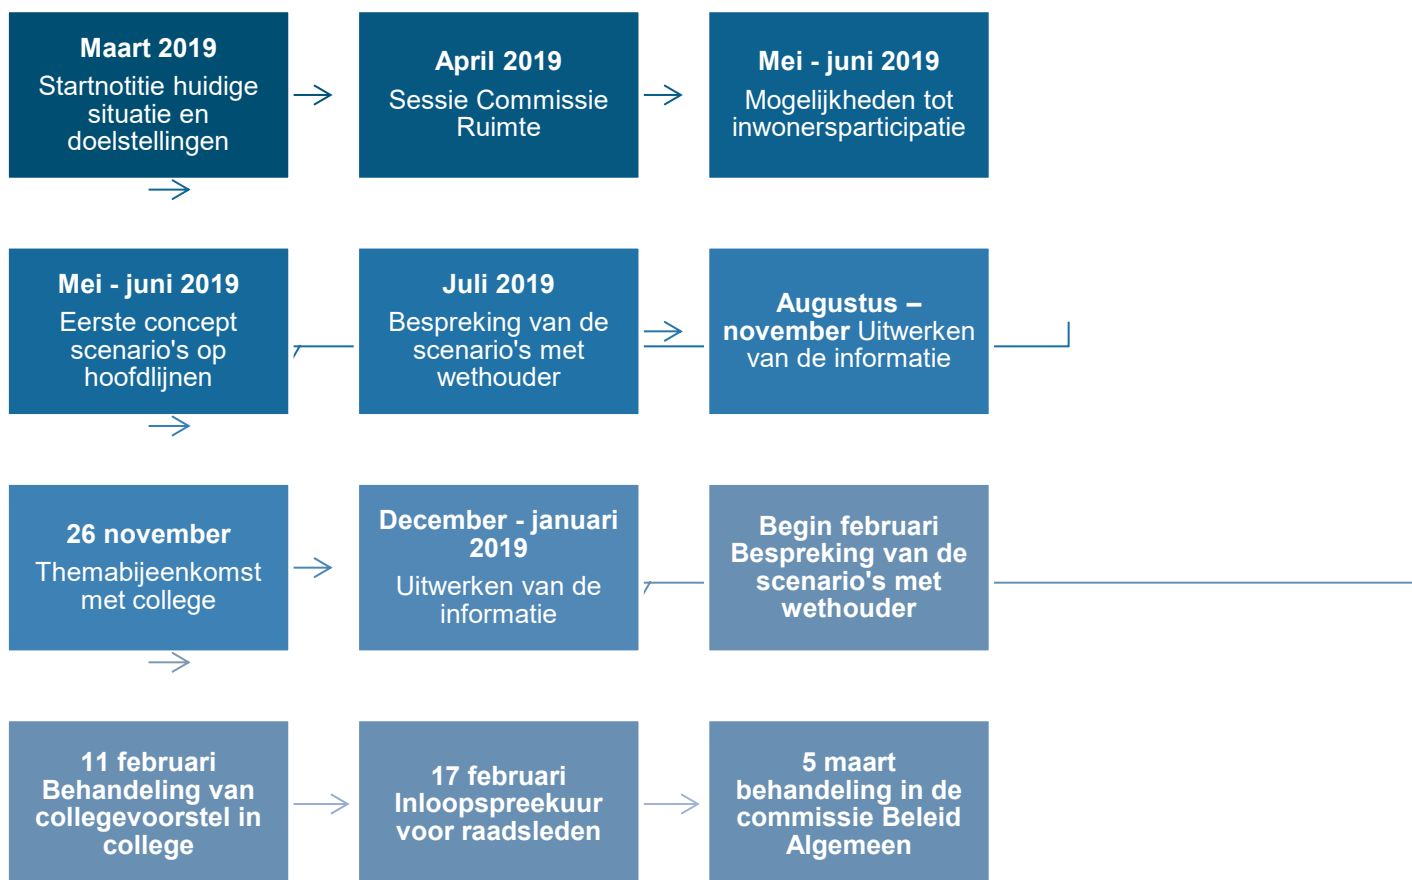 Maart 2019
Startnotitie huidige
situatie en
doelstellingen
April 2019
Sessie Commissie
Ruimte
Mei - juni 2019
Mogelijkheden tot
inwonersparticipatie
Mei - juni 2019
Eerste concept
scenario's op
hoofdlijnen
Juli 2019
Bespreking van de
scenario's met
wethouder
Augustus –
november Uitwerken
van de informatie
26 november
Themabijeenkomst
met college
December - januari
2019
Uitwerken van de
informatie
Begin februari
Bespreking van de
scenario's met
wethouder
11 februari
Behandeling van
collegevoorstel in
college
17 februari
Inloopspreekuur
voor raadsleden
5 maart
behandeling in de
commissie Beleid
Algemeen